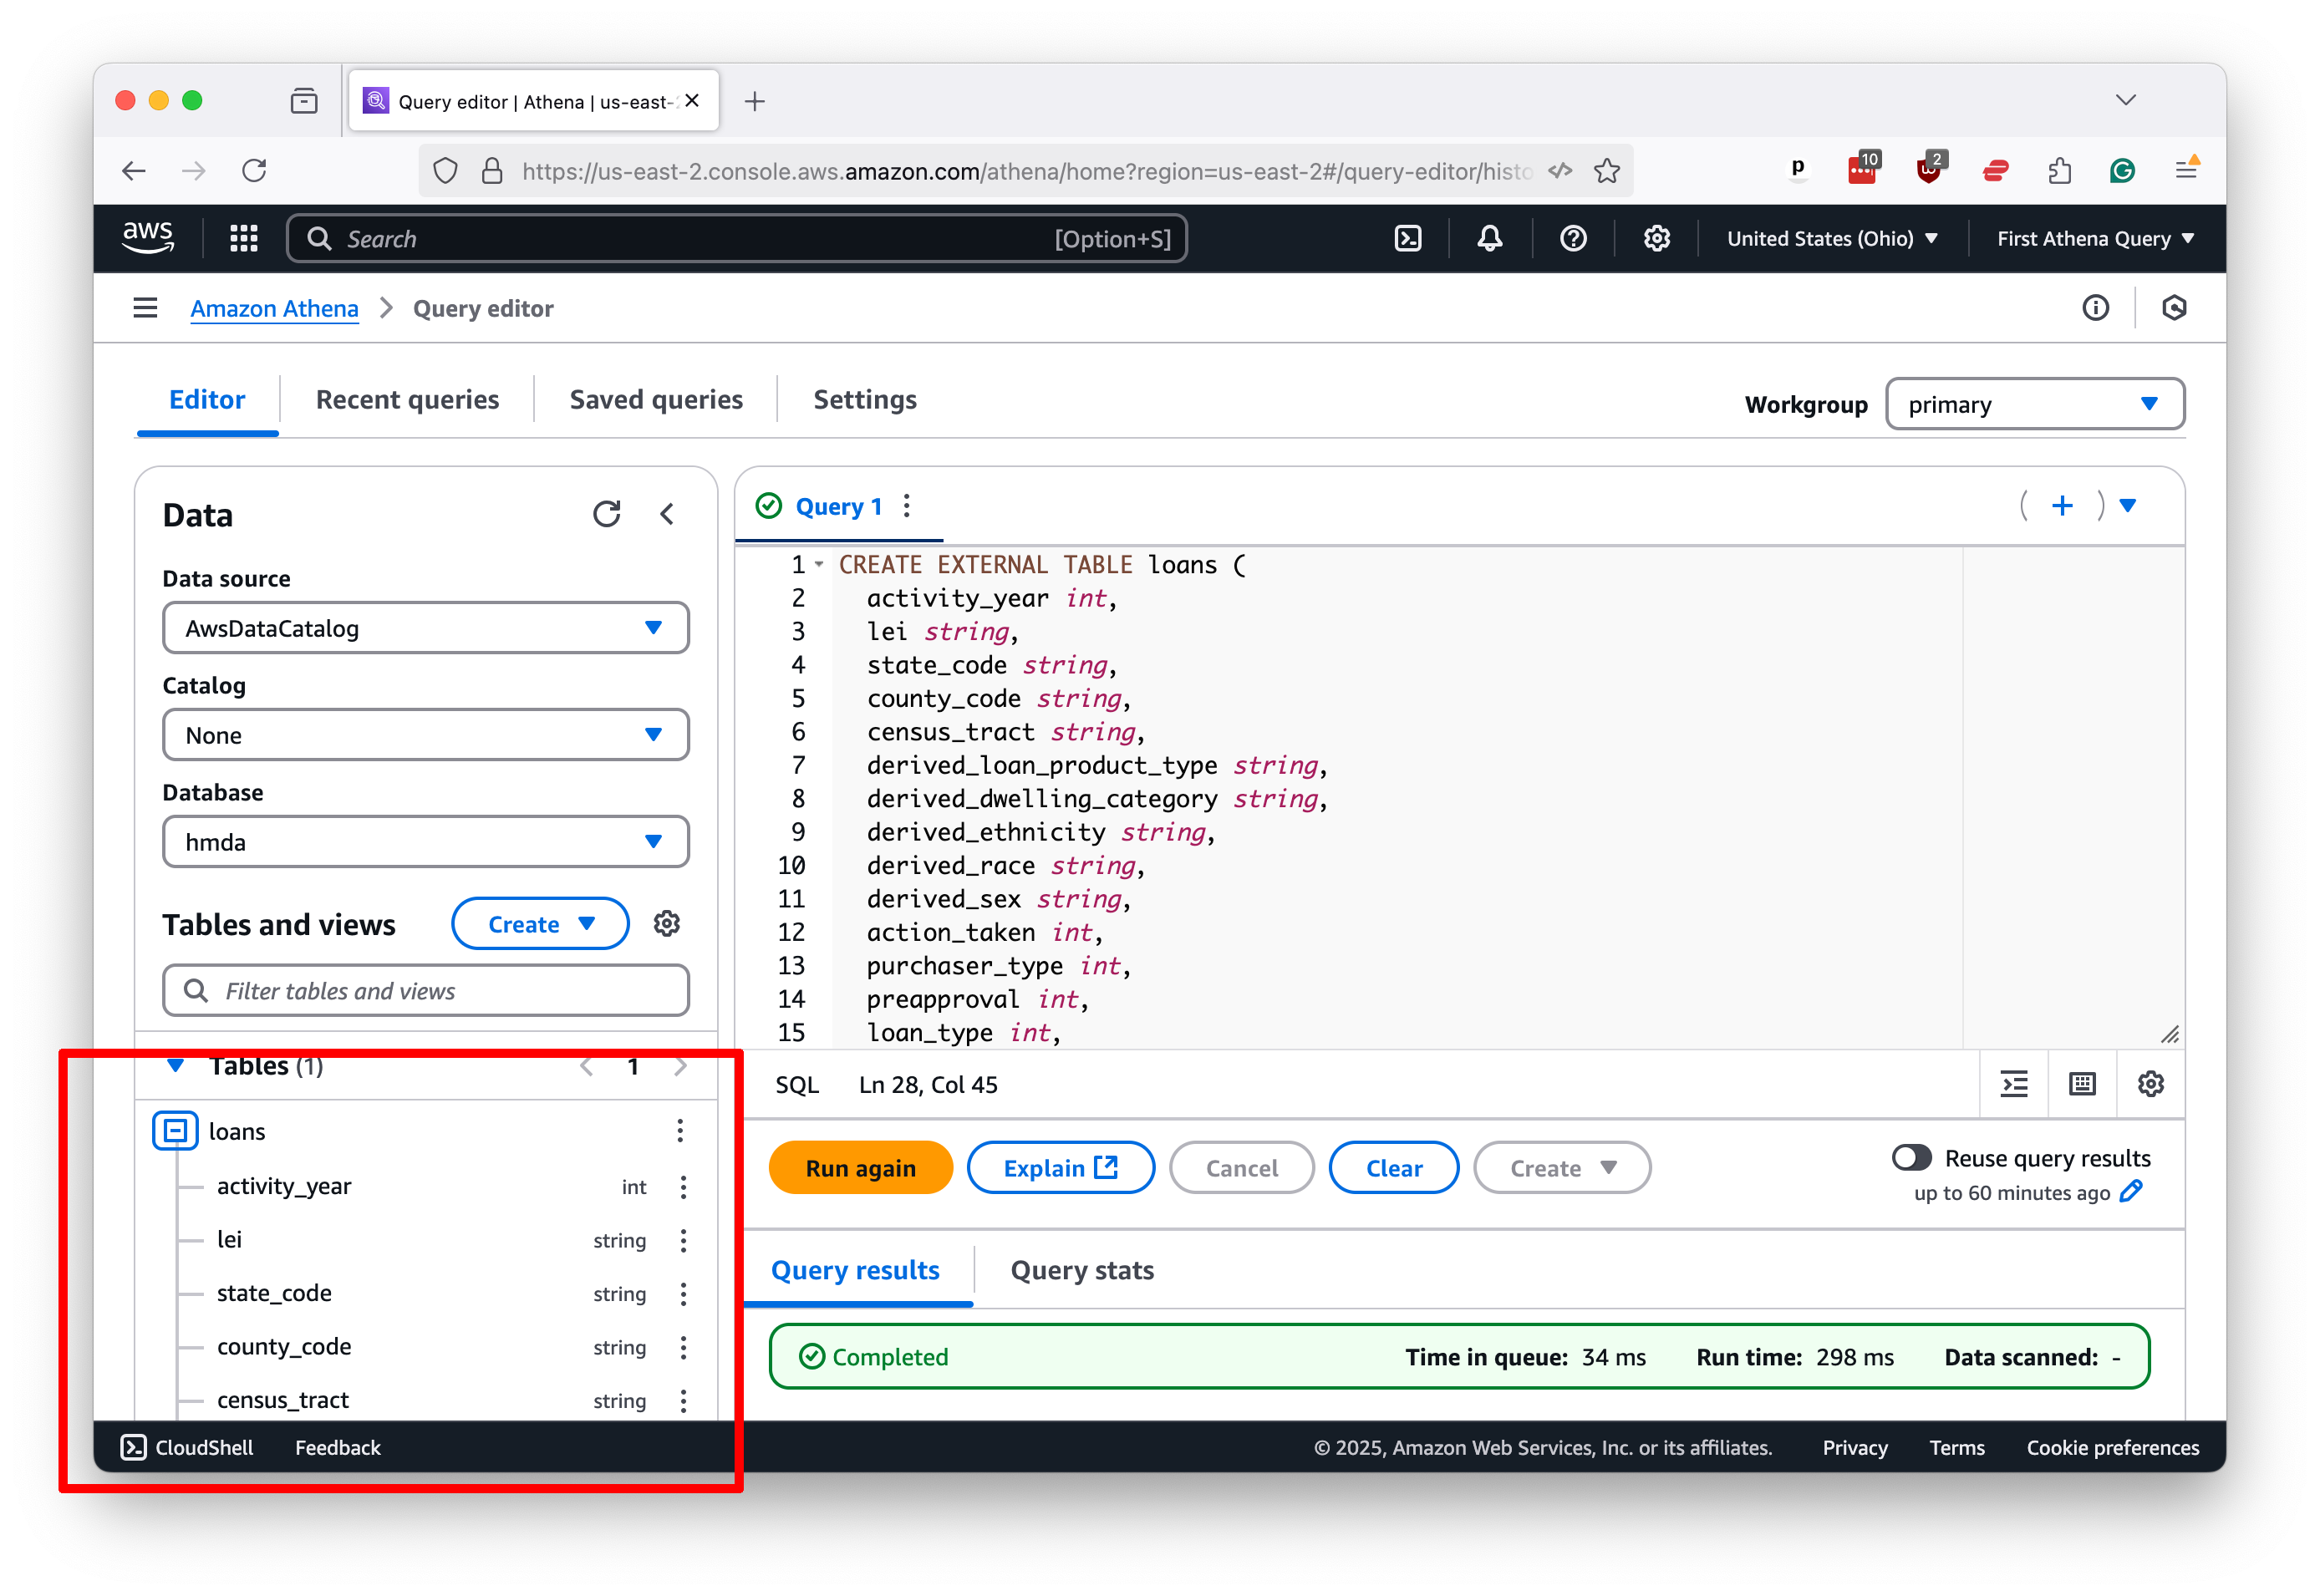 Query editor | Athena | us-east-2
https://us-east-2.console.aws.amazon.com/athena/home?region=us-east-2#/query-editor/histo
p
10
2
aws
Search
[Option+S]
United States (Ohio)
First Athena Query
Amazon Athena
Query editor
Editor
Recent queries
Saved queries
Settings
Workgroup
primary
Data
Data source
AwsDataCatalog
Catalog
None
Database
hmda
Tables and views
Create
Filter tables and views
Tables (1)
1
loans
activity_year int
lei string
state_code string
county_code string
census_tract string
Query 1
( + )
1 CREATE EXTERNAL TABLE loans (
2 activity_year int,
3 lei string,
4 state_code string,
5 county_code string,
6 census_tract string,
7 derived_loan_product_type string,
8 derived_dwelling_category string,
9 derived_ethnicity string,
10 derived_race string,
11 derived_sex string,
12 action_taken int,
13 purchaser_type int,
14 preapproval int,
15 loan_type int,
SQL Ln 28, Col 45
Run again
Explain
Cancel
Clear
Create
Reuse query results
up to 60 minutes ago
Query results
Query stats
Completed
Time in queue: 34 ms
Run time: 298 ms
Data scanned: -
CloudShell
Feedback
© 2025, Amazon Web Services, Inc. or its affiliates.
Privacy
Terms
Cookie preferences